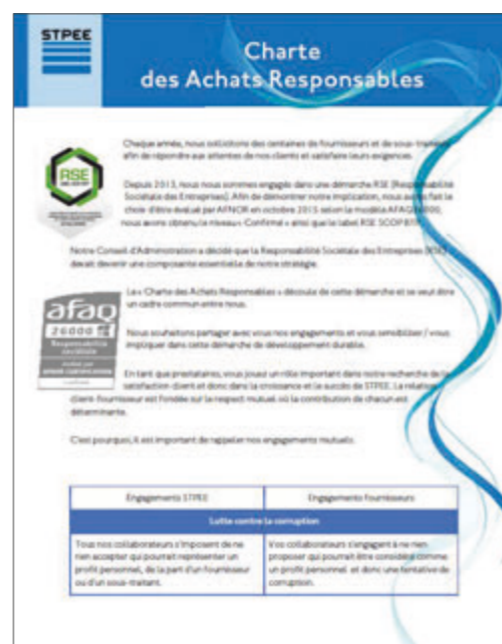 STPEE
Charte
des Achats Responsables
Chaque année, nous sollicitons des centaines de fournisseurs et de sous-traitants
afin de répondre aux attentes de nos clients et satisfaire leurs exigences.
RSE
Depuis 2013, nous nous sommes engagés dans une démarche RSE (Responsabilité
Sociétale des Entreprises). Afin de démontrer notre implication, nous avons fait le
choix d'être évalué par AFNOR en octobre 2015 selon le modèle AFAQ 26000,
nous avons obtenu le niveau « Confirmé » ainsi que le label RSE SCOP BTP.
Notre Conseil d'Administration a décidé que la Responsabilité Sociétale des Entreprises (RSE)
devait devenir une composante essentielle de notre stratégie.
afaq
26000
Responsabilité
sociétale
La « Charte des Achats Responsables » découle de cette démarche et se veut être
un cadre commun entre nous.
Nous souhaitons partager avec vous nos engagements et vous sensibiliser / vous
impliquer dans cette démarche de développement durable.
En tant que prestataires, vous jouez un rôle important dans notre recherche de la
satisfaction client et donc dans la croissance et le succès de STPEE. La relation
client-fournisseur est fondée sur le respect mutuel où la contribution de chacun est
déterminante.
C'est pourquoi, il est important de rappeler nos engagements mutuels.
Engagements STPEE
Engagements fournisseurs
Lutte contre la corruption
Tous nos collaborateurs s'imposent de ne
rien accepter qui pourrait représenter un
profit personnel, de la part d'un fournisseur
ou d'un sous-traitant.
Vos collaborateurs s'engagent à ne rien
proposer qui pourrait être considéré comme
un profit personnel et donc une tentative de
corruption.